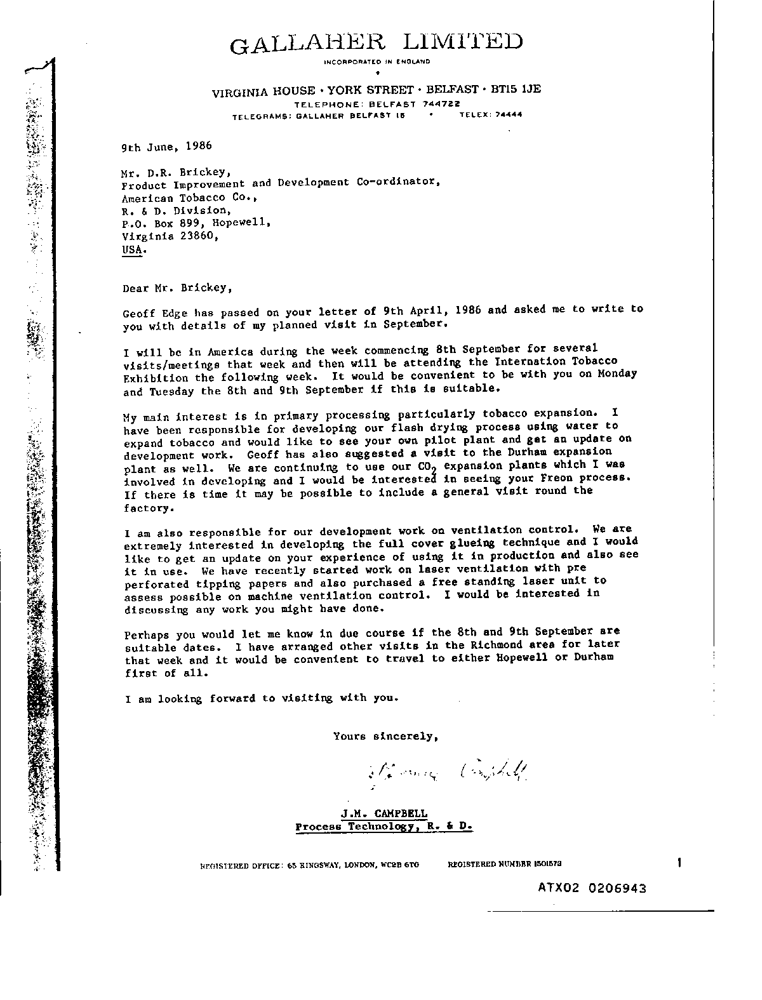 GALLAHER LIMITED
INCORPORATED IN ENGLAND
VIRGINIA HOUSE · YORK STREET · BELFAST · BT15 1JE
TELEPHONE: BELFAST 744722
TELEGRAMS: GALLAHER BELFAST 15 • TELEX: 74444
9th June, 1986
Mr. D.R. Brickey,
Product Improvement and Development Co-ordinator,
American Tobacco Co.,
R. & D. Division,
P.O. Box 899, Hopewell,
Virginia 23860,
USA.
Dear Mr. Brickey,
Geoff Edge has passed on your letter of 9th April, 1986 and asked me to write to
you with details of my planned visit in September.
I will be in America during the week commencing 8th September for several
visits/meetings that week and then will be attending the Internation Tobacco
Exhibition the following week. It would be convenient to be with you on Monday
and Tuesday the 8th and 9th September if this is suitable.
My main interest is in primary processing particularly tobacco expansion. I
have been responsible for developing our flash drying process using water to
expand tobacco and would like to see your own pilot plant and get an update on
development work. Geoff has also suggested a visit to the Durham expansion
plant as well. We are continuing to use our CO2 expansion plants which I was
involved in developing and I would be interested in seeing your Freon process.
If there is time it may be possible to include a general visit round the
factory.
I am also responsible for our development work on ventilation control. We are
extremely interested in developing the full cover glueing technique and I would
like to get an update on your experience of using it in production and also see
it in use. We have recently started work on laser ventilation with pre
perforated tipping papers and also purchased a free standing laser unit to
assess possible on machine ventilation control. I would be interested in
discussing any work you might have done.
Perhaps you would let me know in due course if the 8th and 9th September are
suitable dates. I have arranged other visits in the Richmond area for later
that week and it would be convenient to travel to either Hopewell or Durham
first of all.
I am looking forward to visiting with you.
Yours sincerely,
Campbell
J.M. CAMPBELL
Process Technology, R. & D.
REGISTERED OFFICE: 65 KINGSWAY, LONDON, WC2B 6TG REGISTERED NUMBER 1501573
1
ATX02 0206943